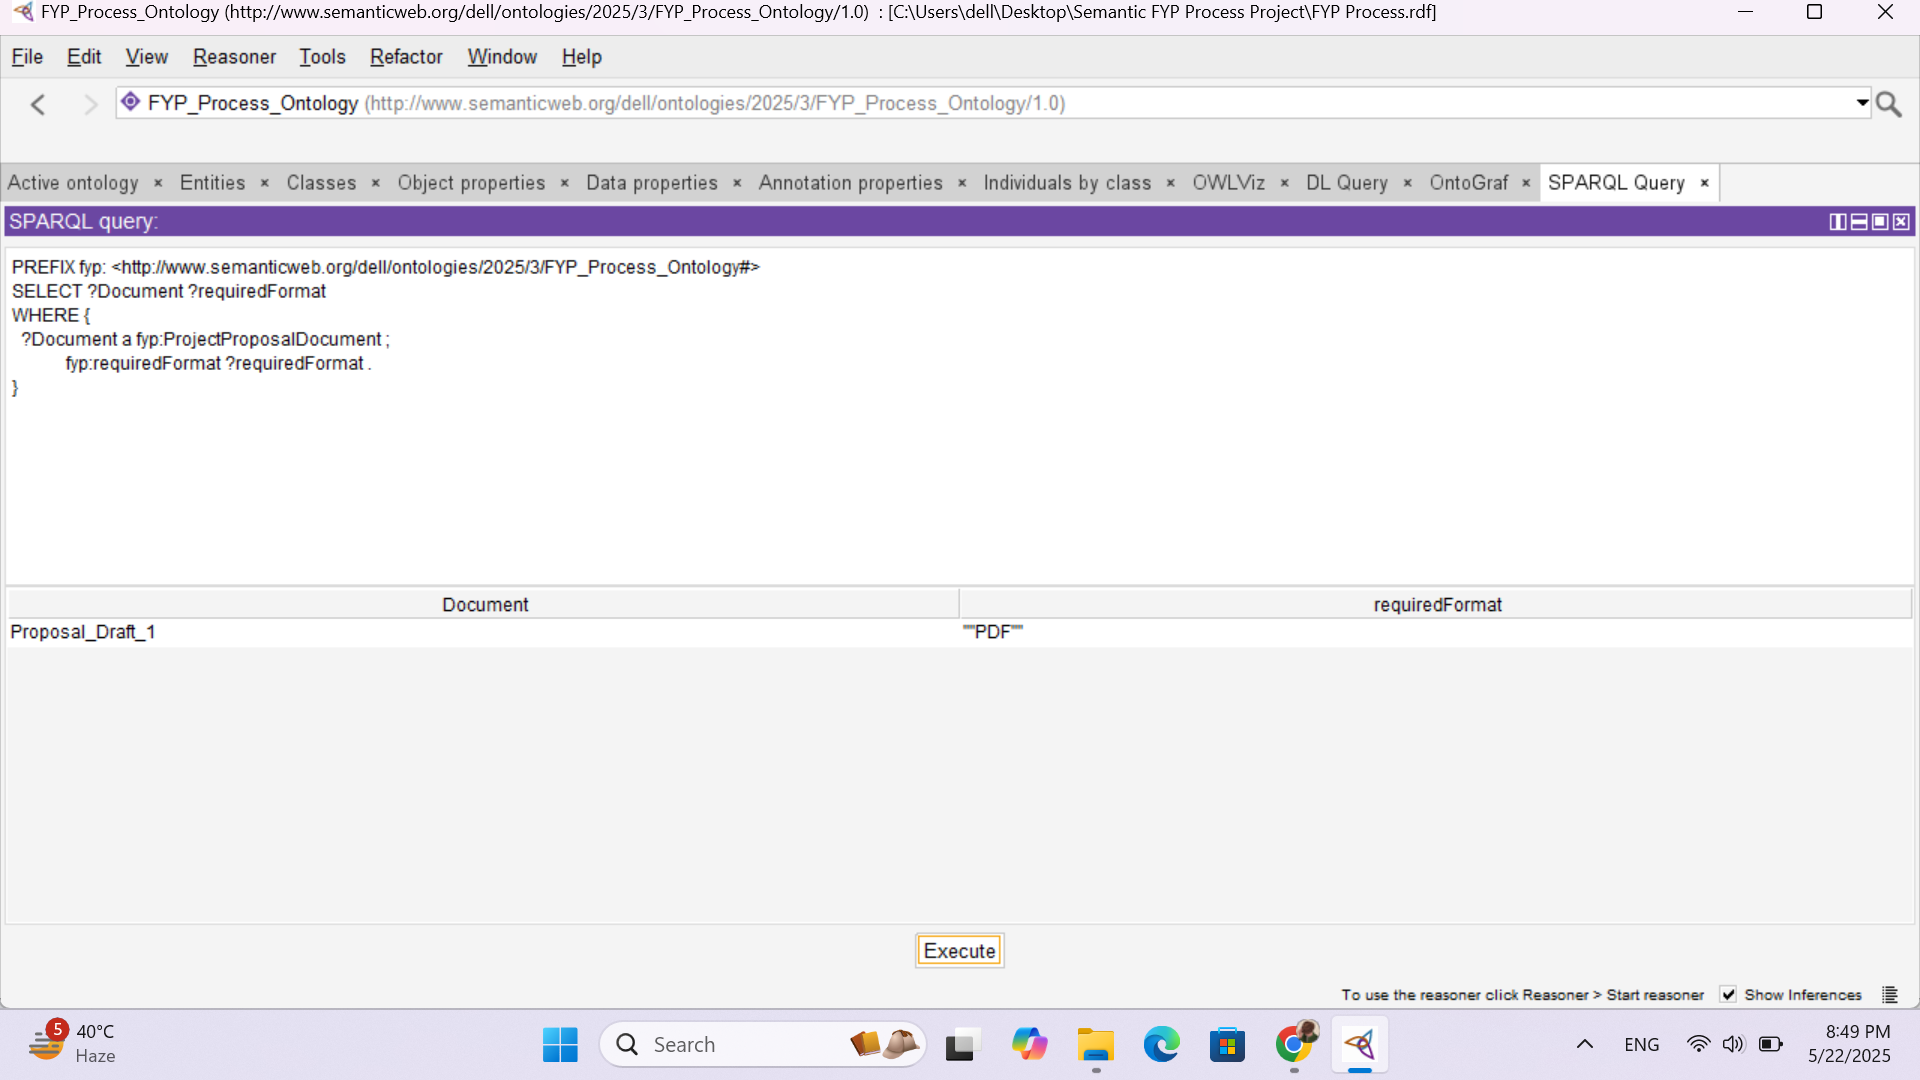 FYP_Process_Ontology (http://www.semanticweb.org/dell/ontologies/2025/3/FYP_Process_Ontology/1.0)  : [C:\Users\dell\Desktop\Semantic FYP Process Project\FYP Process.rdf]
File Edit View Reasoner Tools Refactor Window Help
FYP_Process_Ontology (http://www.semanticweb.org/dell/ontologies/2025/3/FYP_Process_Ontology/1.0)
Active ontology × Entities × Classes × Object properties × Data properties × Annotation properties × Individuals by class × OWLViz × DL Query × OntoGraf × SPARQL Query ×
SPARQL query:
PREFIX fyp: <http://www.semanticweb.org/dell/ontologies/2025/3/FYP_Process_Ontology#>
SELECT ?Document ?requiredFormat
WHERE {
?Document a fyp:ProjectProposalDocument ;
fyp:requiredFormat ?requiredFormat .
}
Document requiredFormat
Proposal_Draft_1 ""PDF""
Execute
To use the reasoner click Reasoner > Start reasoner Show Inferences
5 40°C
Haze
Search
ENG
8:49 PM
5/22/2025